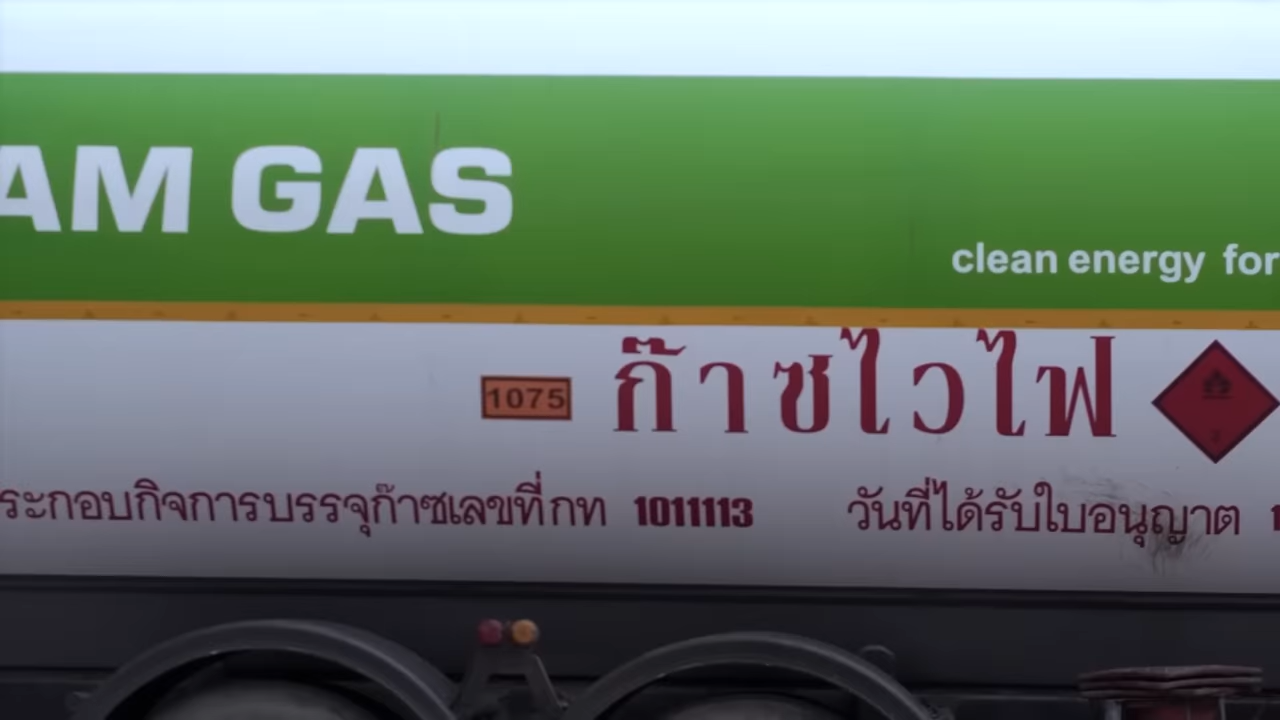 AM GAS
clean energy for
1075 ก๊าซไวไฟ
ระกอบกิจการบรรจุก๊าซเลขที่กท 1011113 วันที่ได้รับใบอนุญาต